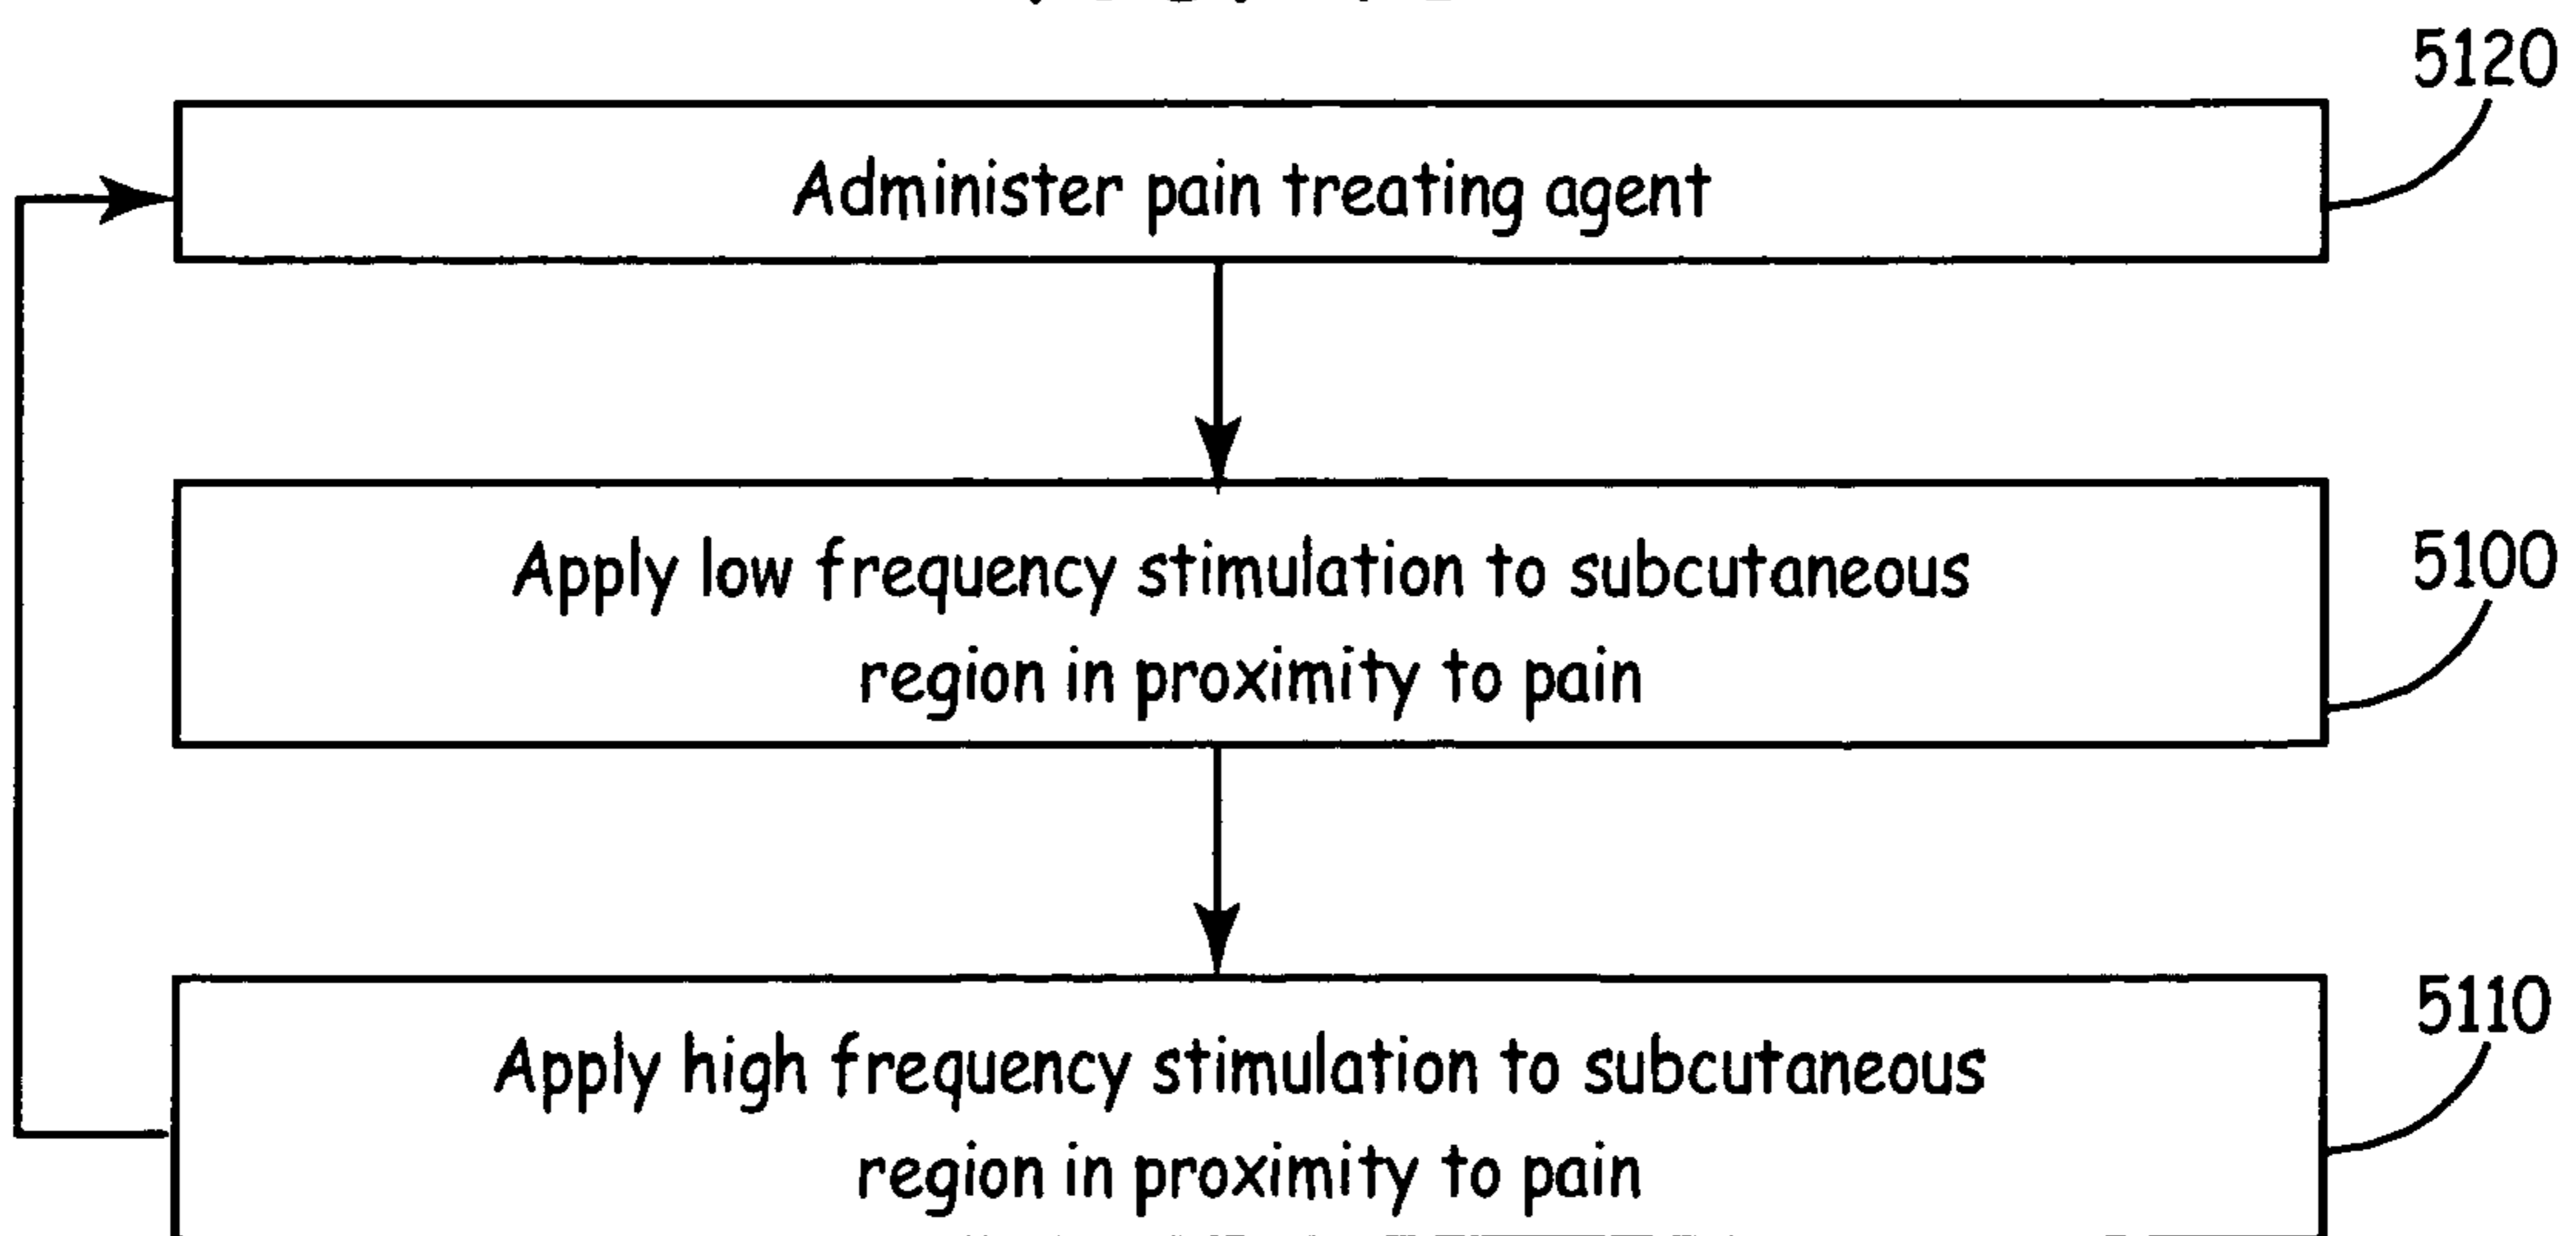 5120
Administer pain treating agent
Apply low frequency stimulation to subcutaneous
region in proximity to pain
5100
Apply high frequency stimulation to subcutaneous
region in proximity to pain
5110